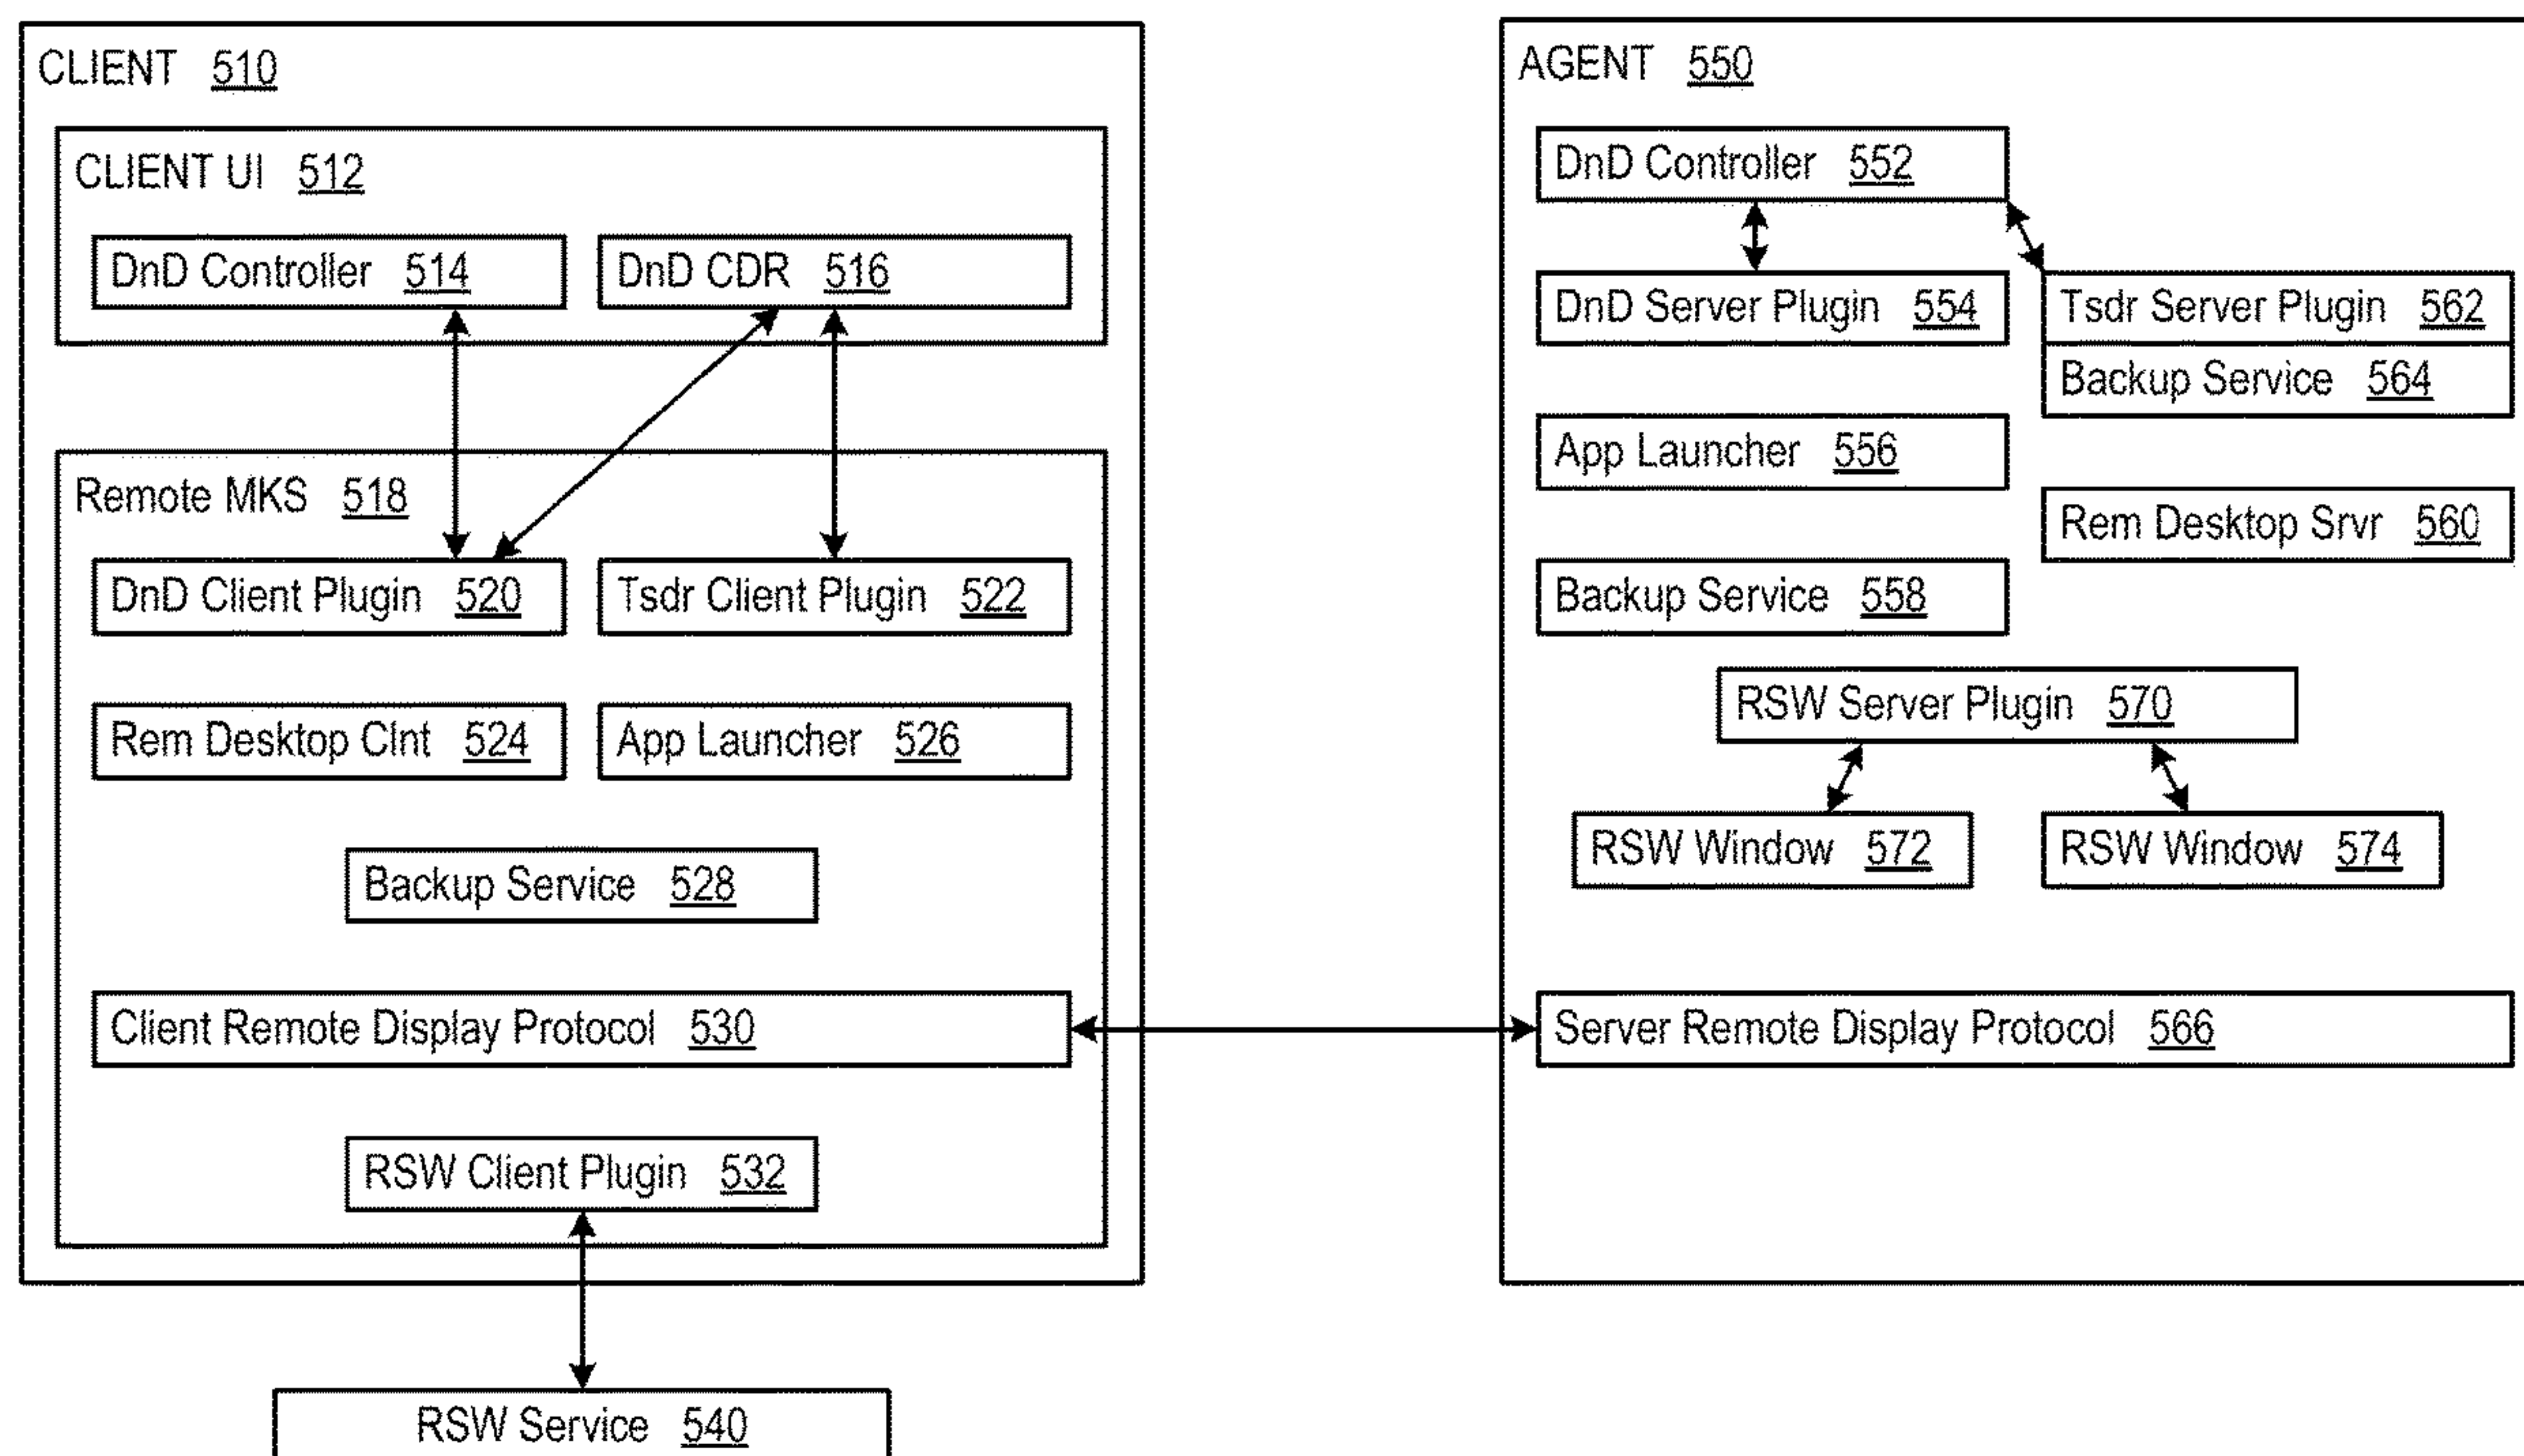 CLIENT 510
CLIENT UI 512
DnD Controller 514
DnD CDR 516
Remote MKS 518
DnD Client Plugin 520
Tsdr Client Plugin 522
Rem Desktop Clnt 524
App Launcher 526
Backup Service 528
Client Remote Display Protocol 530
RSW Client Plugin 532
RSW Service 540
AGENT 550
DnD Controller 552
DnD Server Plugin 554
Tsdr Server Plugin 562
Backup Service 564
App Launcher 556
Rem Desktop Srvr 560
Backup Service 558
RSW Server Plugin 570
RSW Window 572
RSW Window 574
Server Remote Display Protocol 566